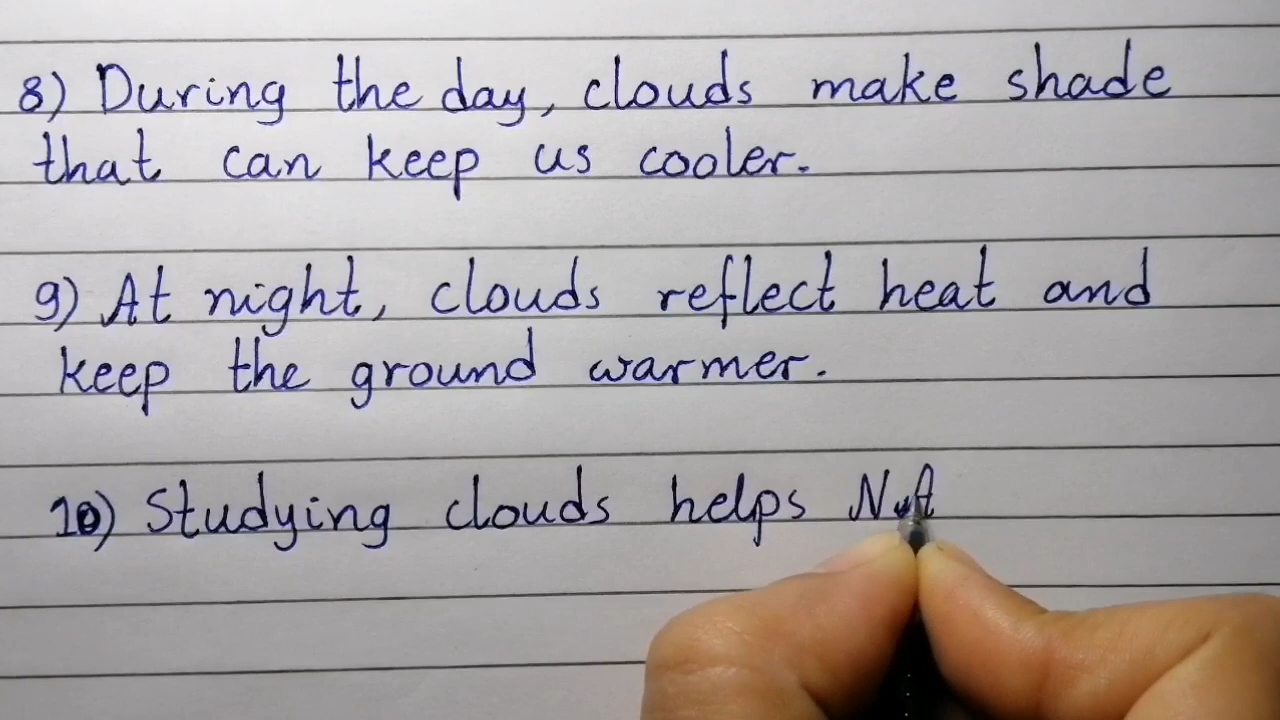 8) During the day, clouds make shade
that can keep us cooler.
9) At night, clouds reflect heat and
keep the ground warmer.
10) Studying clouds helps